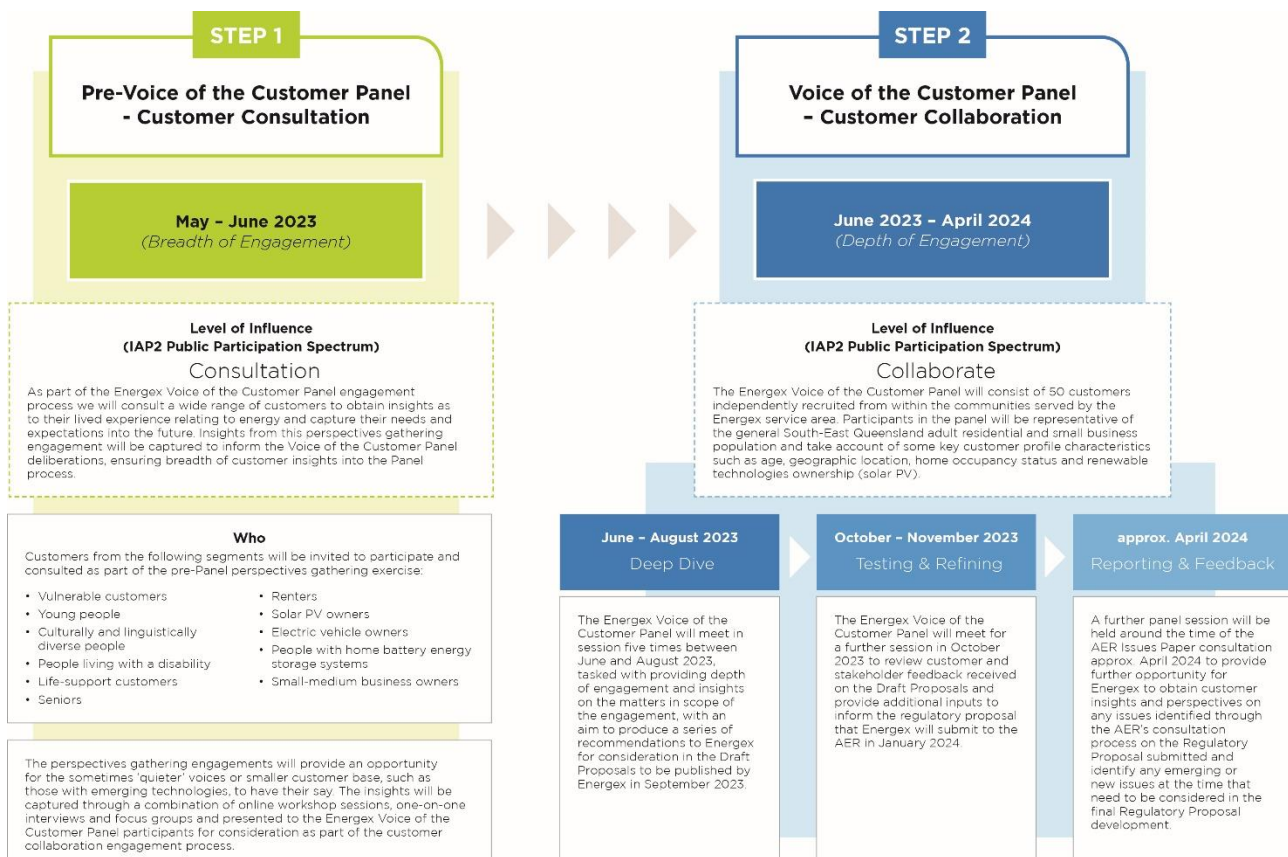 STEP 1
Pre-Voice of the Customer Panel
- Customer Consultation
May – June 2023
(Breadth of Engagement)
Level of Influence
(IAP2 Public Participation Spectrum)
Consultation
As part of the Energex Voice of the Customer Panel engagement
process we will consult a wide range of customers to obtain insights as
to their lived experience relating to energy and capture their needs and
expectations into the future. Insights from this perspectives gathering
engagement will be captured to inform the Voice of the Customer Panel
deliberations, ensuring breadth of customer insights into the Panel
process.
Who
Customers from the following segments will be invited to participate and
consulted as part of the pre-Panel perspectives gathering exercise:
• Vulnerable customers
• Young people
• Culturally and linguistically
diverse people
• People living with a disability
• Life-support customers
• Seniors
• Renters
• Solar PV owners
• Electric vehicle owners
• People with home battery energy
storage systems
• Small-medium business owners
The perspectives gathering engagements will provide an opportunity
for the sometimes 'quieter' voices or smaller customer base, such as
those with emerging technologies, to have their say. The insights will
be captured through a combination of online workshop sessions, one-on-one
interviews and focus groups and presented to the Energex Voice of the
Customer Panel participants for consideration as part of the customer
collaboration engagement process.
STEP 2
Voice of the Customer Panel
– Customer Collaboration
June 2023 – April 2024
(Depth of Engagement)
Level of Influence
(IAP2 Public Participation Spectrum)
Collaborate
The Energex Voice of the Customer Panel will consist of 50 customers
independently recruited from within the communities served by the
Energex service area. Participants in the panel will be representative of
the general South-East Queensland adult residential and small business
population and take account of some key customer profile characteristics
such as age, geographic location, home occupancy status and renewable
technologies ownership (solar PV).
June – August 2023
Deep Dive
The Energex Voice of the
Customer Panel will meet in
session five times between
June and August 2023,
tasked with providing depth
of engagement and insights
on the matters in scope of
the engagement, with an
aim to produce a series of
recommendations to Energex
for consideration in the Draft
Proposals to be published by
Energex in September 2023.
October – November 2023
Testing & Refining
The Energex Voice of the
Customer Panel will meet for
a further session in October
2023 to review customer and
stakeholder feedback received
on the Draft Proposals and
provide additional inputs to
inform the regulatory proposal
that Energex will submit to the
AER in January 2024.
approx. April 2024
Reporting & Feedback
A further panel session will be
held around the time of the
AER Issues Paper consultation
approx. April 2024 to provide
further opportunity for
Energex to obtain customer
insights and perspectives on
any issues identified through
the AER's consultation
process on the Regulatory
Proposal submitted and
identify any emerging or
new issues at the time that
need to be considered in the
final Regulatory Proposal
development.